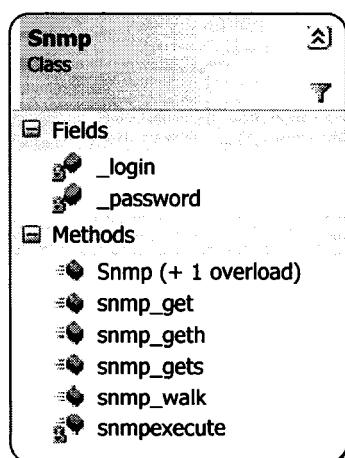 Snmp
Class
Fields
_login
_password
Methods
Snmp (+ 1 overload)
snmp_get
snmp_geth
snmp_gets
snmp_walk
snmpexecute